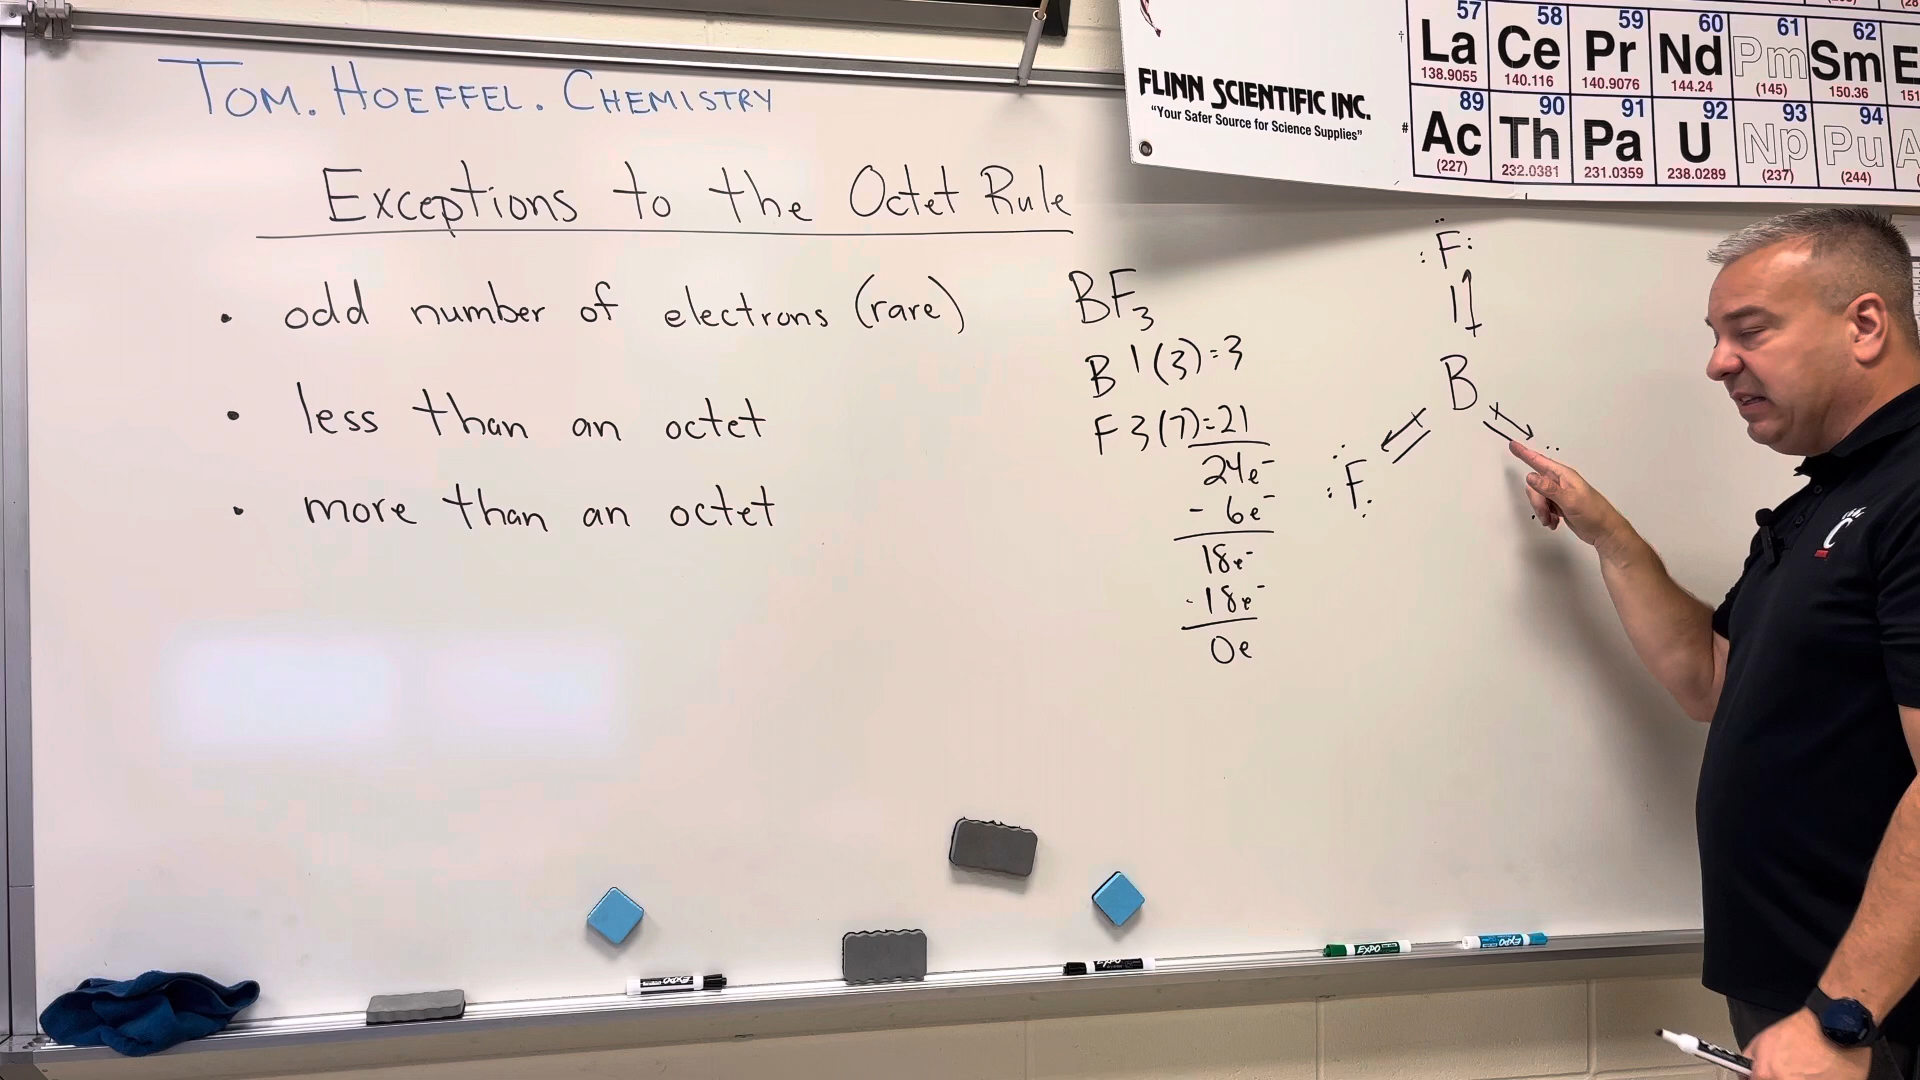 TOM. HOEFFEL. CHEMISTRY
Exceptions to the Octet Rule
• odd number of electrons (rare)
• less than an octet
• more than an octet
BF₃
B 1(3)=3
F 3(7)=21
24e⁻
- 6e⁻
18e⁻
-18e⁻
0e
F
B
F
FLINN SCIENTIFIC INC.
"Your Safer Source for Science Supplies"
† 57 58 59 60 61 62
La Ce Pr Nd Pm Sm E
138.9055 140.116 140.9076 144.24 (145) 150.36 151
# 89 90 91 92 93 94
Ac Th Pa U Np Pu A
(227) 232.0381 231.0359 238.0289 (237) (244) (
C
EXPO
EXPO
EXPO
EXPO